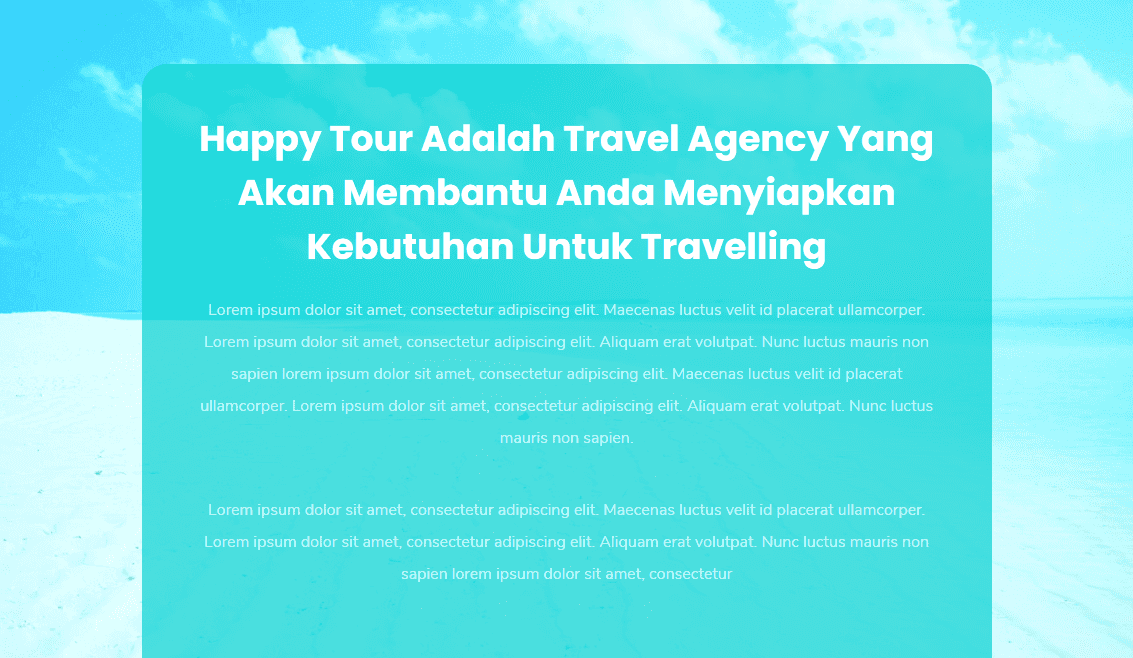 Happy Tour Adalah Travel Agency Yang
Akan Membantu Anda Menyiapkan
Kebutuhan Untuk Travelling
Lorem ipsum dolor sit amet, consectetur adipiscing elit. Maecenas luctus velit id placerat ullamcorper.
Lorem ipsum dolor sit amet, consectetur adipiscing elit. Aliquam erat volutpat. Nunc luctus mauris non
sapien lorem ipsum dolor sit amet, consectetur adipiscing elit. Maecenas luctus velit id placerat
ullamcorper. Lorem ipsum dolor sit amet, consectetur adipiscing elit. Aliquam erat volutpat. Nunc luctus
mauris non sapien.
Lorem ipsum dolor sit amet, consectetur adipiscing elit. Maecenas luctus velit id placerat ullamcorper.
Lorem ipsum dolor sit amet, consectetur adipiscing elit. Aliquam erat volutpat. Nunc luctus mauris non
sapien lorem ipsum dolor sit amet, consectetur